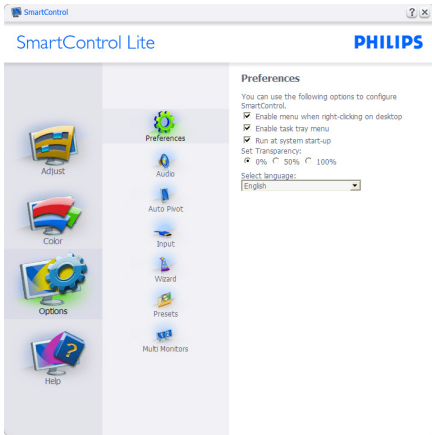 SmartControl
SmartControl Lite
PHILIPS
Adjust
Color
Options
Help
Preferences
Audio
Auto Pivot
Input
Wizard
Presets
Multi Monitors
Preferences
You can use the following options to configure
SmartControl.
Enable menu when right-clicking on desktop
Enable task tray menu
Run at system start-up
Set Transparency:
0% 50% 100%
Select language:
English